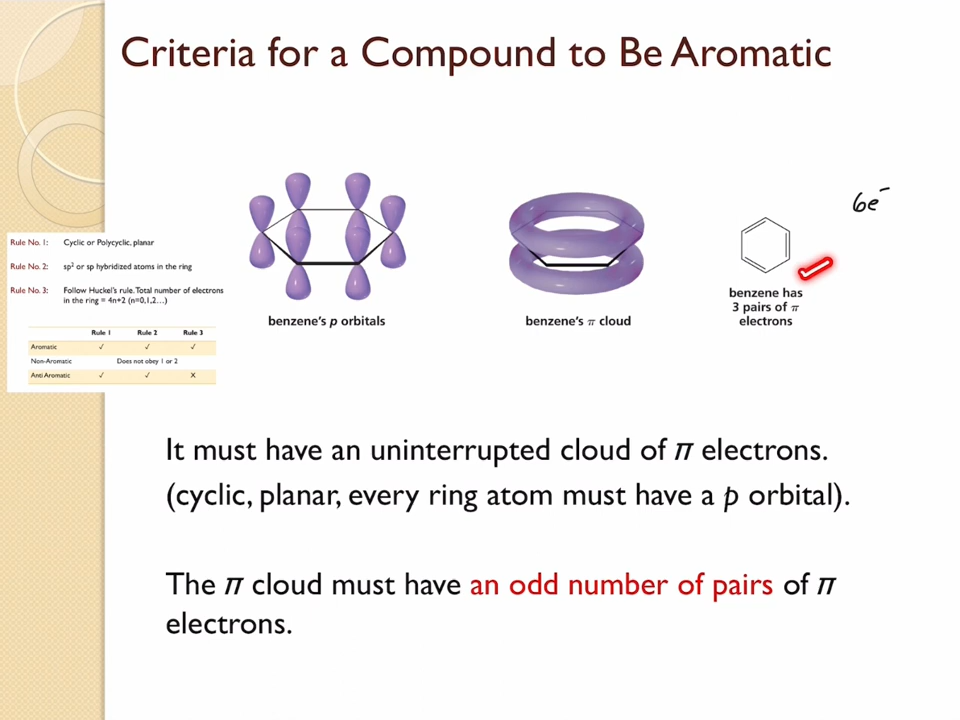 Criteria for a Compound to Be Aromatic
6e⁻
Rule No. 1: Cyclic or Polycyclic, planar
Rule No. 2: sp² or sp hybridized atoms in the ring
Rule No. 3: Follow Huckel's rule. Total number of electrons
in the ring = 4n+2 (n=0,1,2...)
Rule 1 Rule 2 Rule 3
Aromatic ✓ ✓ ✓
Non-Aromatic Does not obey 1 or 2
Anti Aromatic ✓ ✓ X
benzene's p orbitals
benzene's π cloud
benzene has
3 pairs of π
electrons
It must have an uninterrupted cloud of π electrons.
(cyclic, planar, every ring atom must have a p orbital).
The π cloud must have an odd number of pairs of π
electrons.